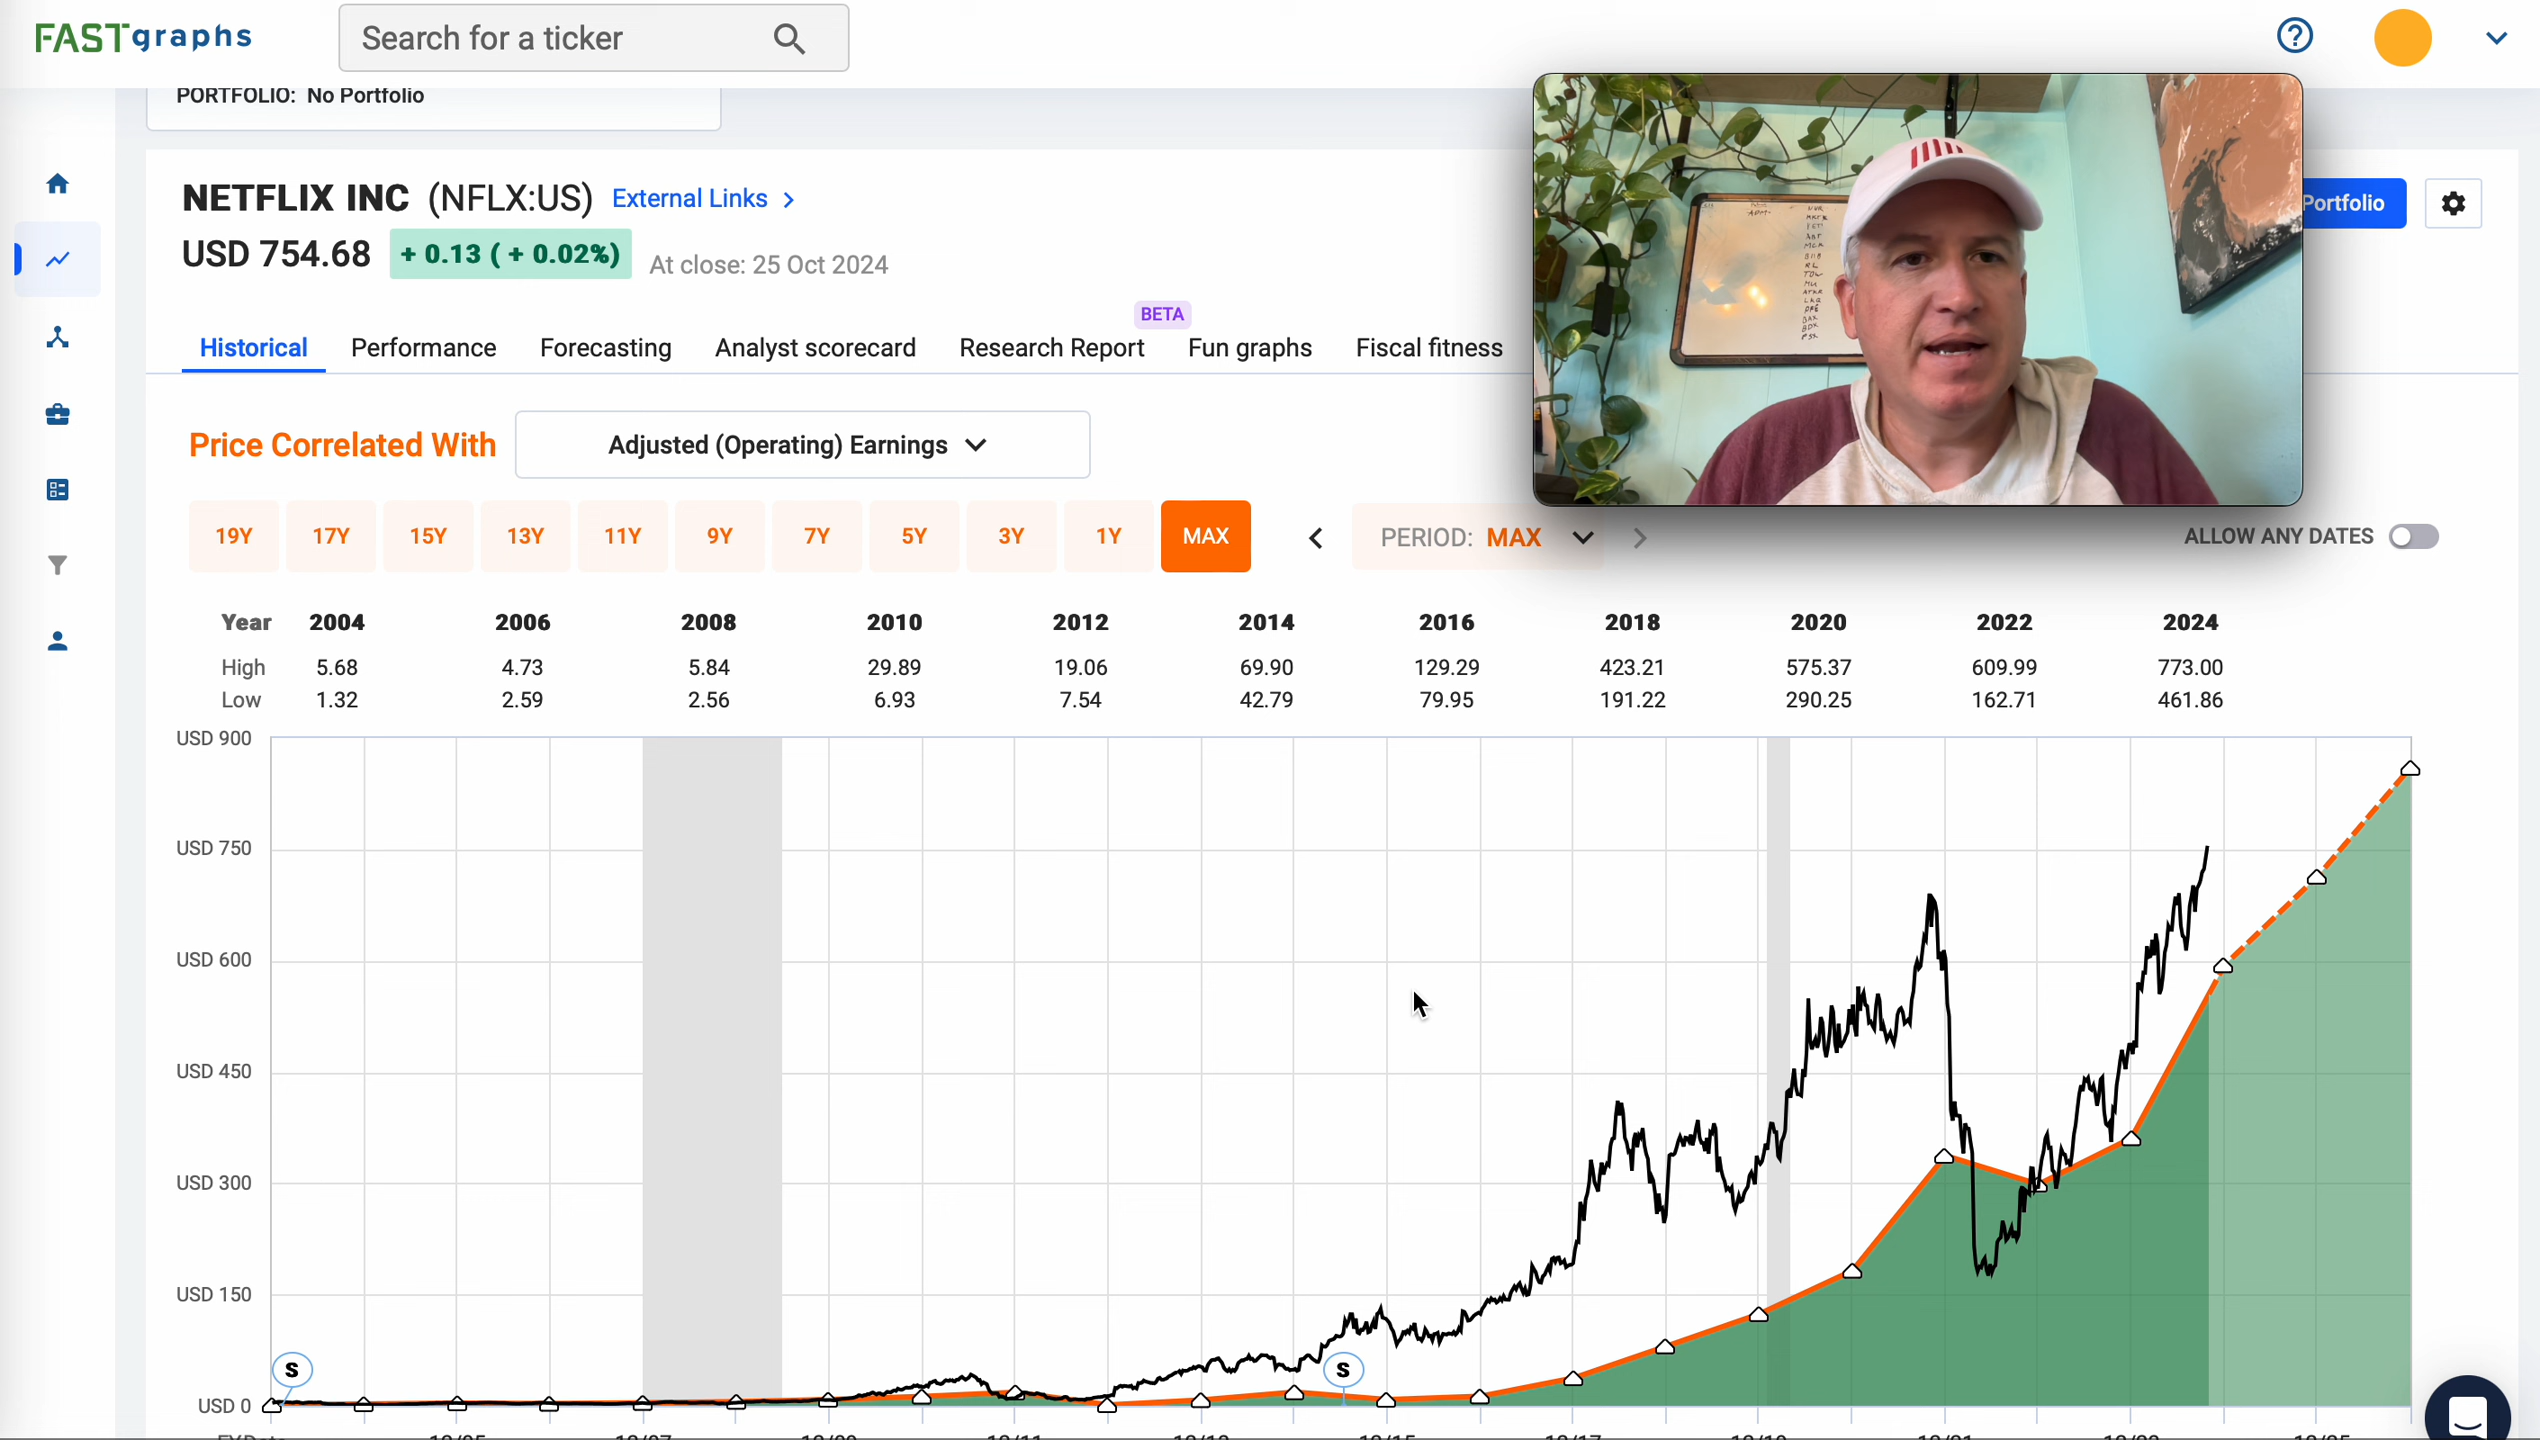 FASTgraphs
Search for a ticker
PORTFOLIO: No Portfolio
NETFLIX INC (NFLX:US) External Links >
Portfolio
USD 754.68 + 0.13 ( + 0.02%) At close: 25 Oct 2024
BETA
Historical Performance Forecasting Analyst scorecard Research Report Fun graphs Fiscal fitness
Price Correlated With Adjusted (Operating) Earnings
19Y 17Y 15Y 13Y 11Y 9Y 7Y 5Y 3Y 1Y MAX PERIOD: MAX ALLOW ANY DATES
Year 2004 2006 2008 2010 2012 2014 2016 2018 2020 2022 2024
High 5.68 4.73 5.84 29.89 19.06 69.90 129.29 423.21 575.37 609.99 773.00
Low 1.32 2.59 2.56 6.93 7.54 42.79 79.95 191.22 290.25 162.71 461.86
USD 900
USD 750
USD 600
USD 450
USD 300
USD 150
S S
USD 0